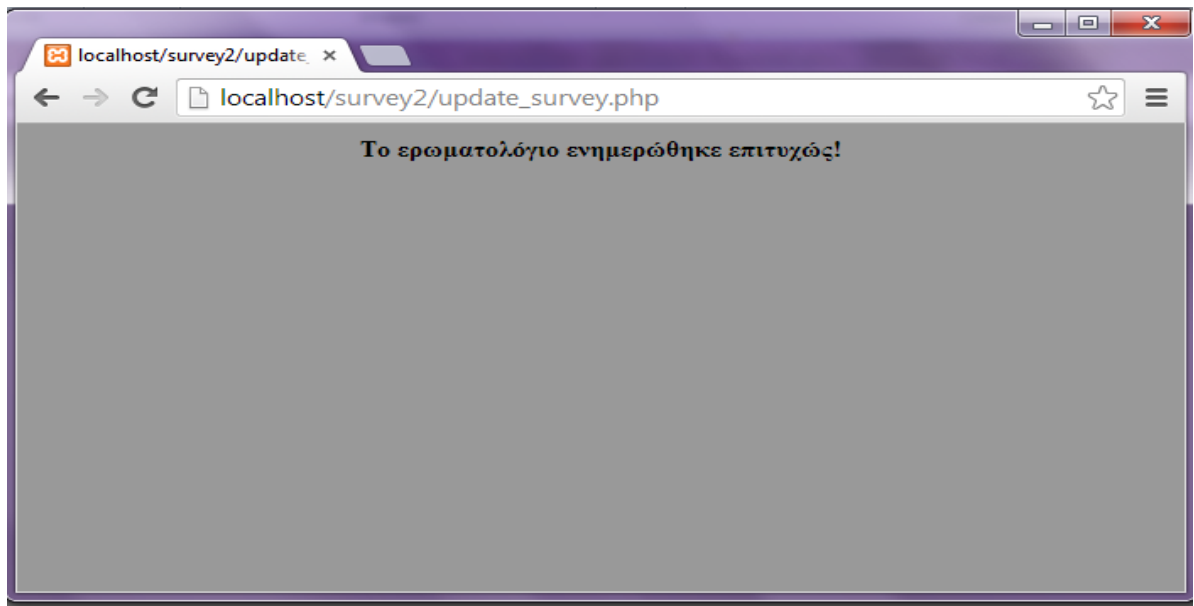 localhost/survey2/update_
localhost/survey2/update_survey.php
Το ερωματολόγιο ενημερώθηκε επιτυχώς!